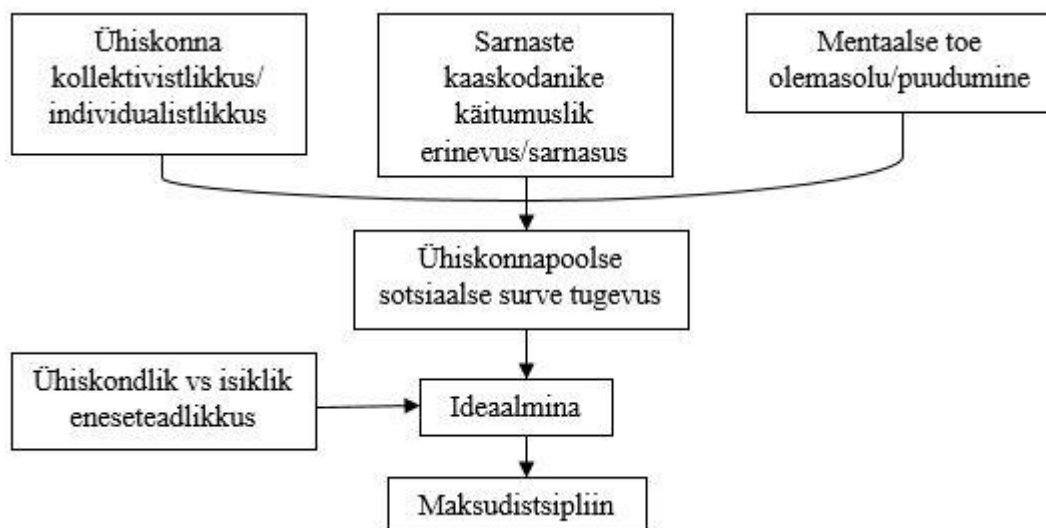 Ühiskonna
kollektivistlikkus/
individualistlikkus
Sarnaste
kaaskodanike
käitumuslik
erinevus/sarnasus
Mentaalse toe
olemasolu/puudumine
Ühiskonnapoolse
sotsiaalse surve tugevus
Ühiskondlik vs isiklik
eneseteadlikkus
Ideaalmina
Maksudistsipliin